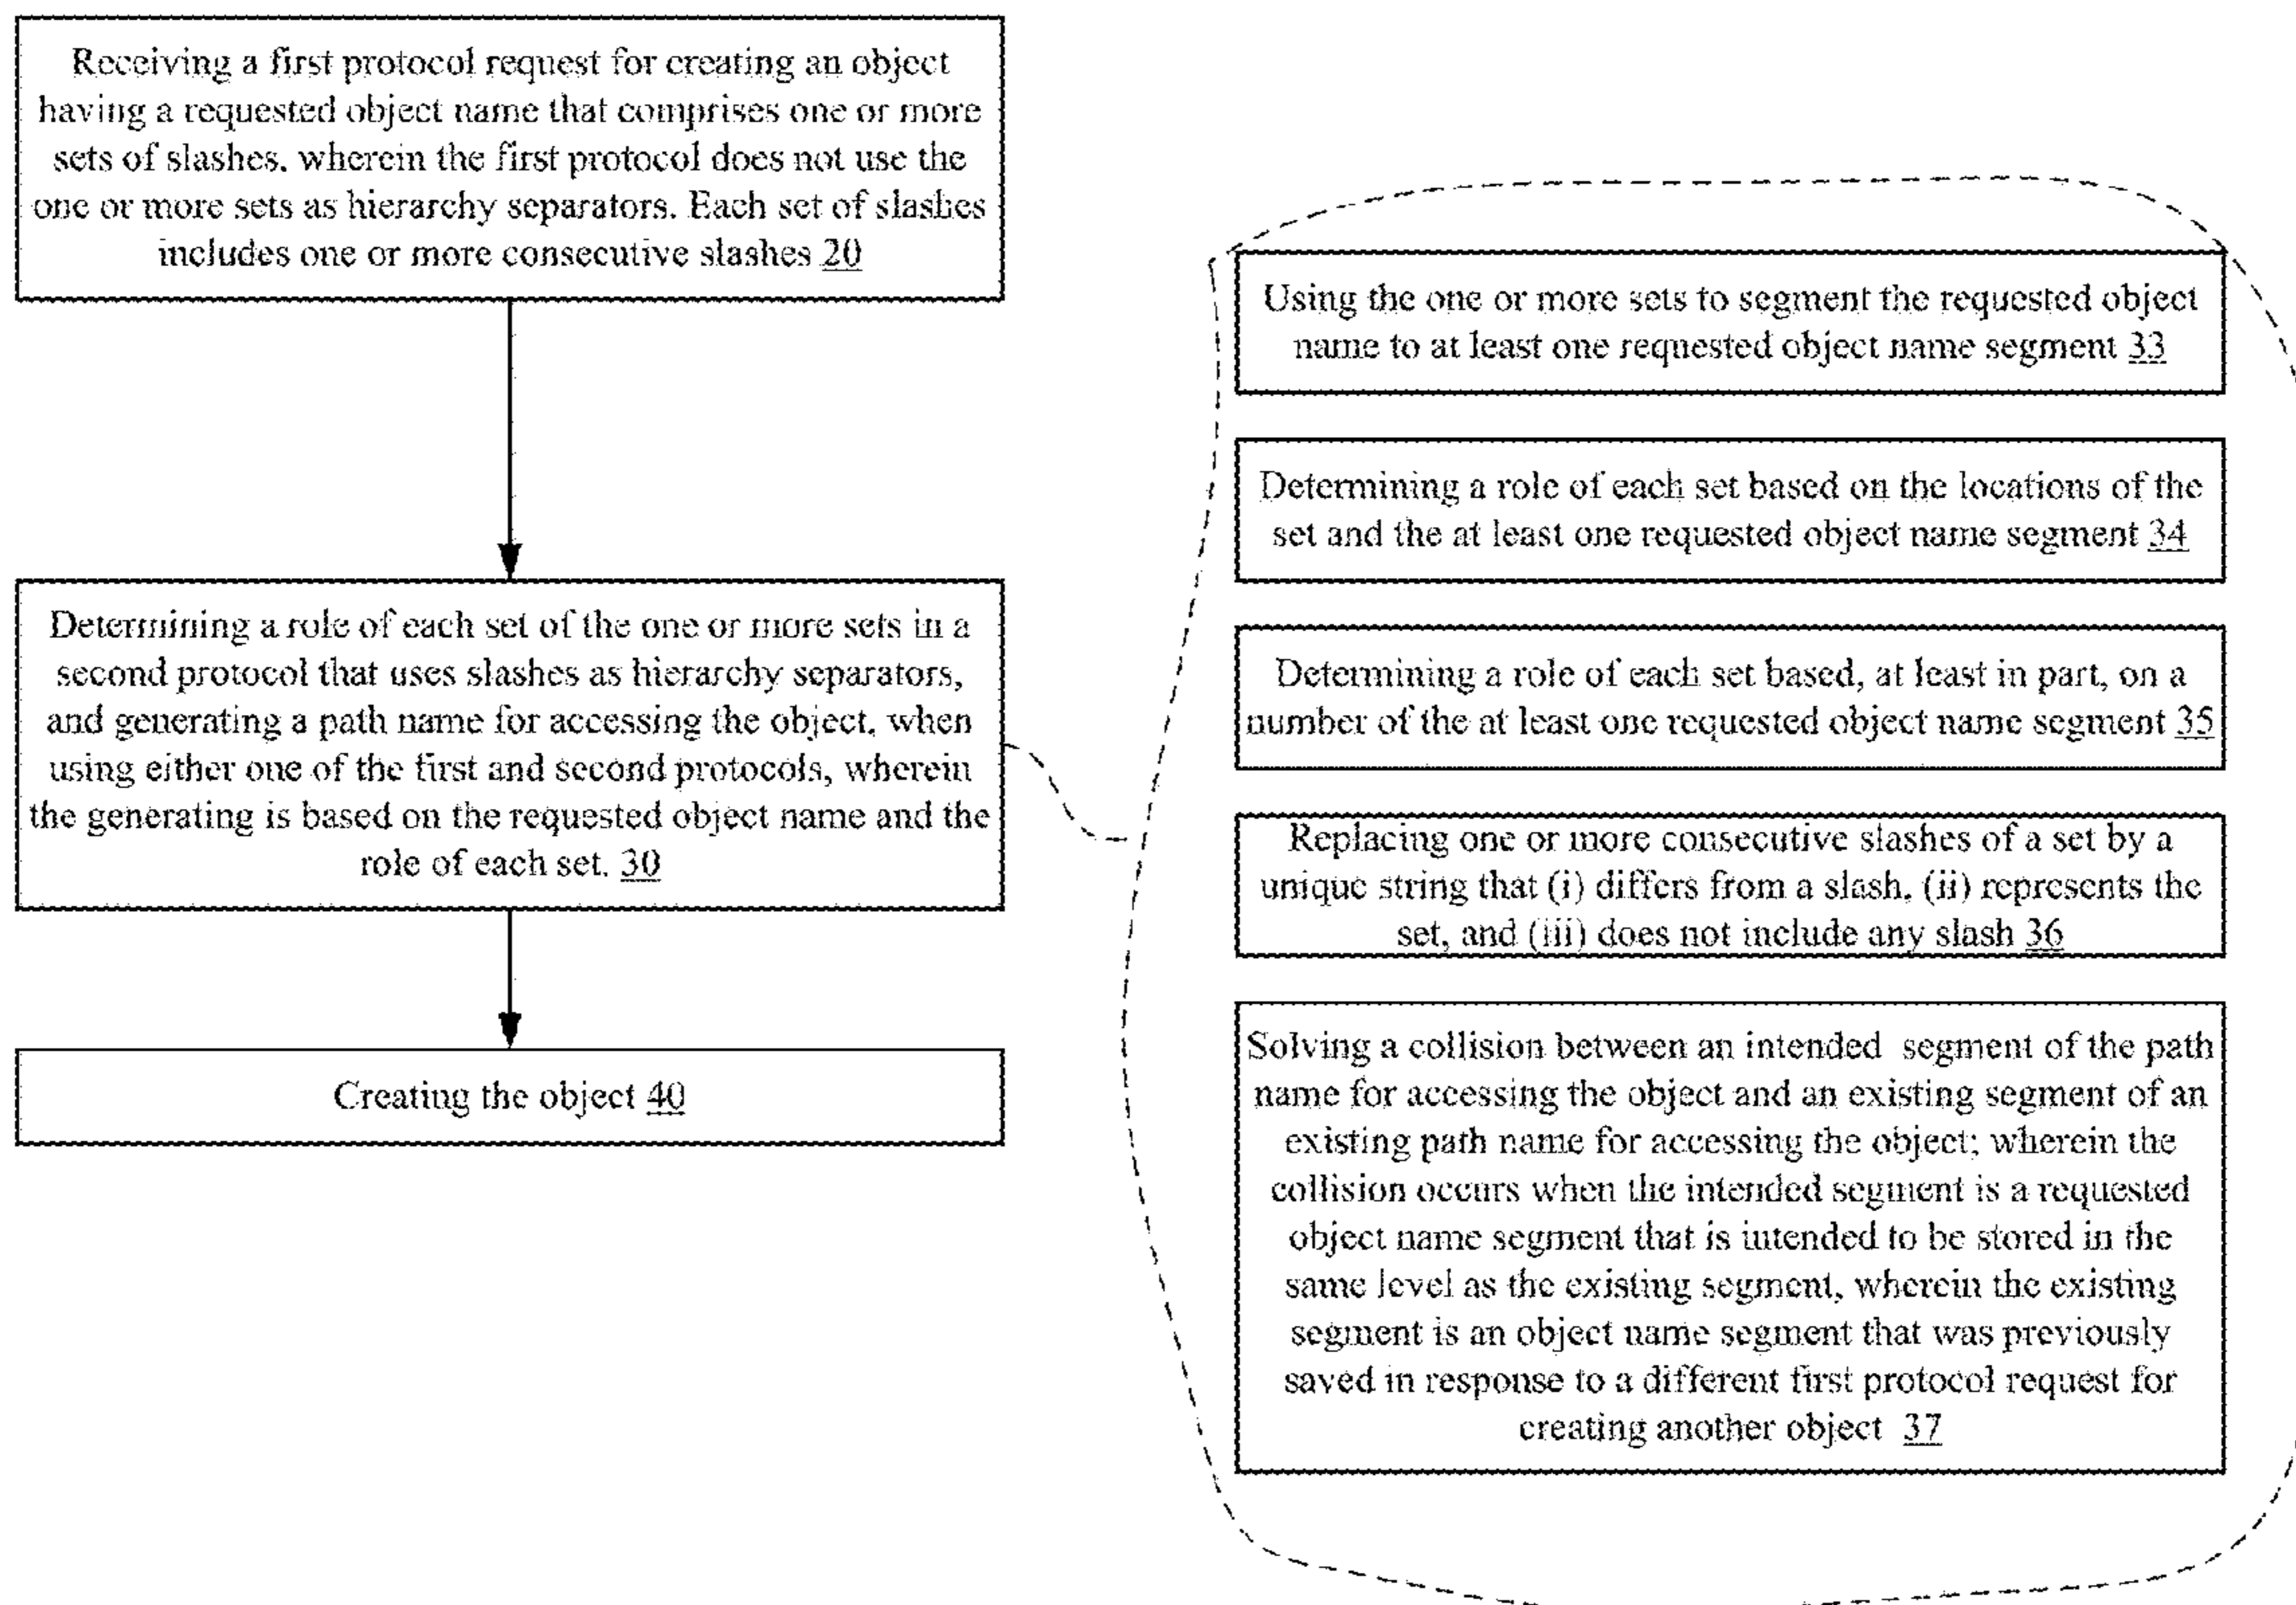 Receiving a first protocol request for creating an object
having a requested object name that comprises one or more
sets of slashes, wherein the first protocol does not use the
one or more sets as hierarchy separators. Each set of slashes
includes one or more consecutive slashes 20
Determining a role of each set of the one or more sets in a
second protocol that uses slashes as hierarchy separators,
and generating a path name for accessing the object, when
using either one of the first and second protocols, wherein
the generating is based on the requested object name and the
role of each set. 30
Creating the object 40
Using the one or more sets to segment the requested object
name to at least one requested object name segment 33
Determining a role of each set based on the locations of the
set and the at least one requested object name segment 34
Determining a role of each set based, at least in part, on a
number of the at least one requested object name segment 35
Replacing one or more consecutive slashes of a set by a
unique string that (i) differs from a slash, (ii) represents the
set, and (iii) does not include any slash 36
Solving a collision between an intended segment of the path
name for accessing the object and an existing segment of an
existing path name for accessing the object; wherein the
collision occurs when the intended segment is a requested
object name segment that is intended to be stored in the
same level as the existing segment, wherein the existing
segment is an object name segment that was previously
saved in response to a different first protocol request for
creating another object 37